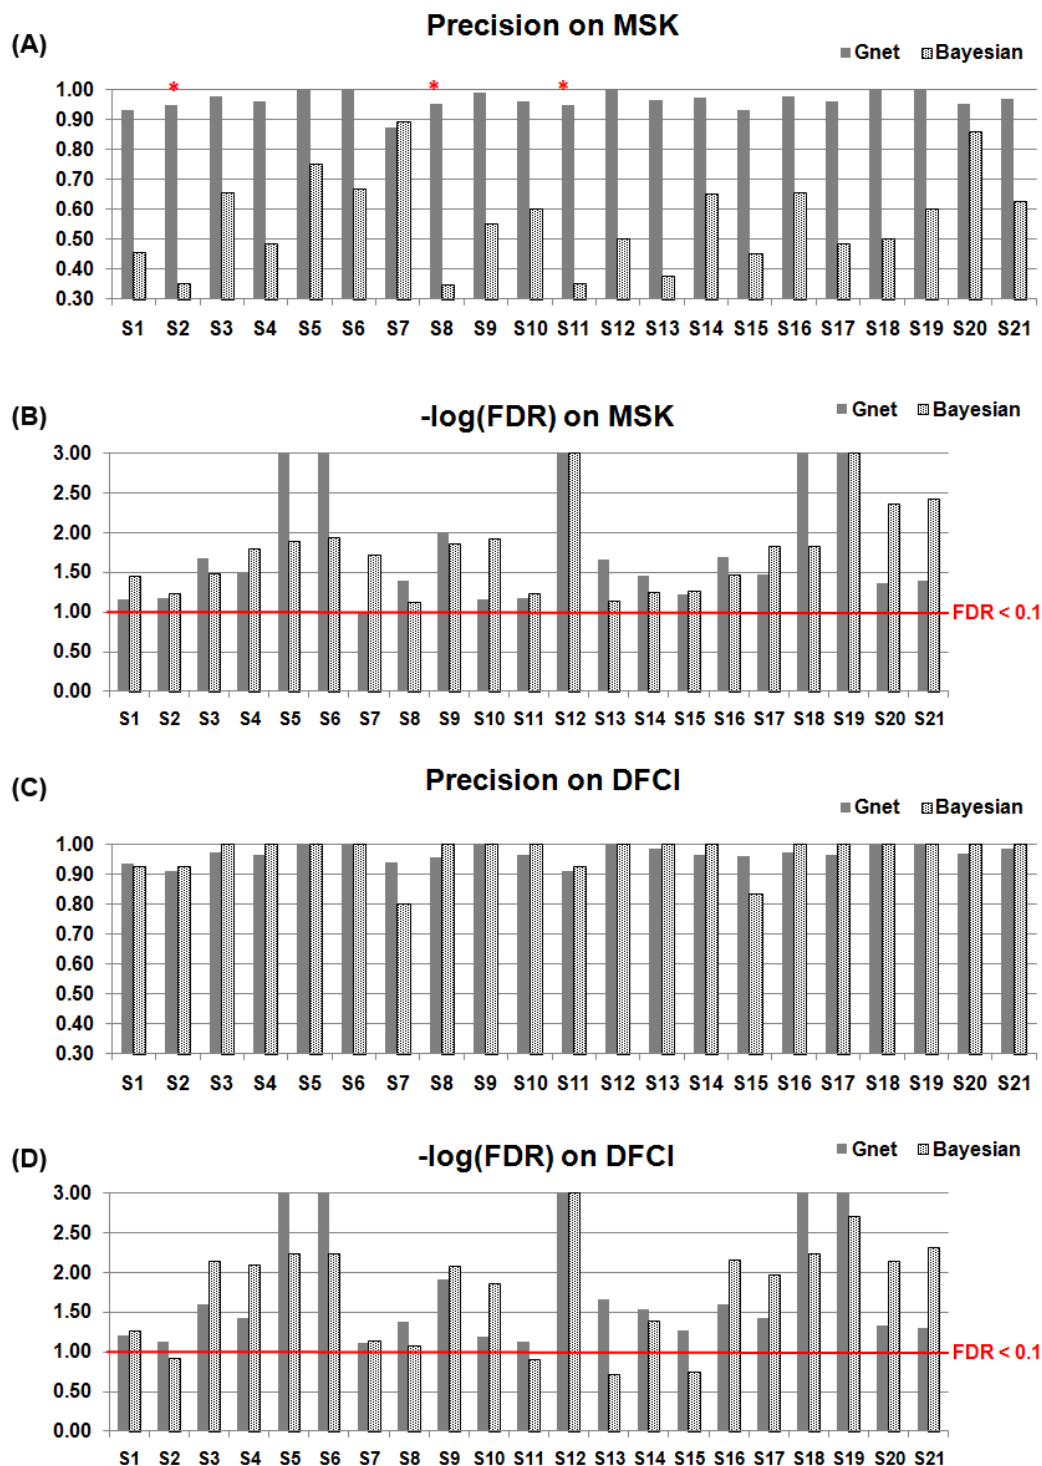 (A)
Precision on MSK
Gnet Bayesian
* * *
1.00
0.90
0.80
0.70
0.60
0.50
0.40
0.30
S1 S2 S3 S4 S5 S6 S7 S8 S9 S10 S11 S12 S13 S14 S15 S16 S17 S18 S19 S20 S21
(B)
-log(FDR) on MSK
Gnet Bayesian
3.00
2.50
2.00
1.50
1.00
0.50
0.00
FDR < 0.1
S1 S2 S3 S4 S5 S6 S7 S8 S9 S10 S11 S12 S13 S14 S15 S16 S17 S18 S19 S20 S21
(C)
Precision on DFCI
Gnet Bayesian
1.00
0.90
0.80
0.70
0.60
0.50
0.40
0.30
S1 S2 S3 S4 S5 S6 S7 S8 S9 S10 S11 S12 S13 S14 S15 S16 S17 S18 S19 S20 S21
(D)
-log(FDR) on DFCI
Gnet Bayesian
3.00
2.50
2.00
1.50
1.00
0.50
0.00
FDR < 0.1
S1 S2 S3 S4 S5 S6 S7 S8 S9 S10 S11 S12 S13 S14 S15 S16 S17 S18 S19 S20 S21